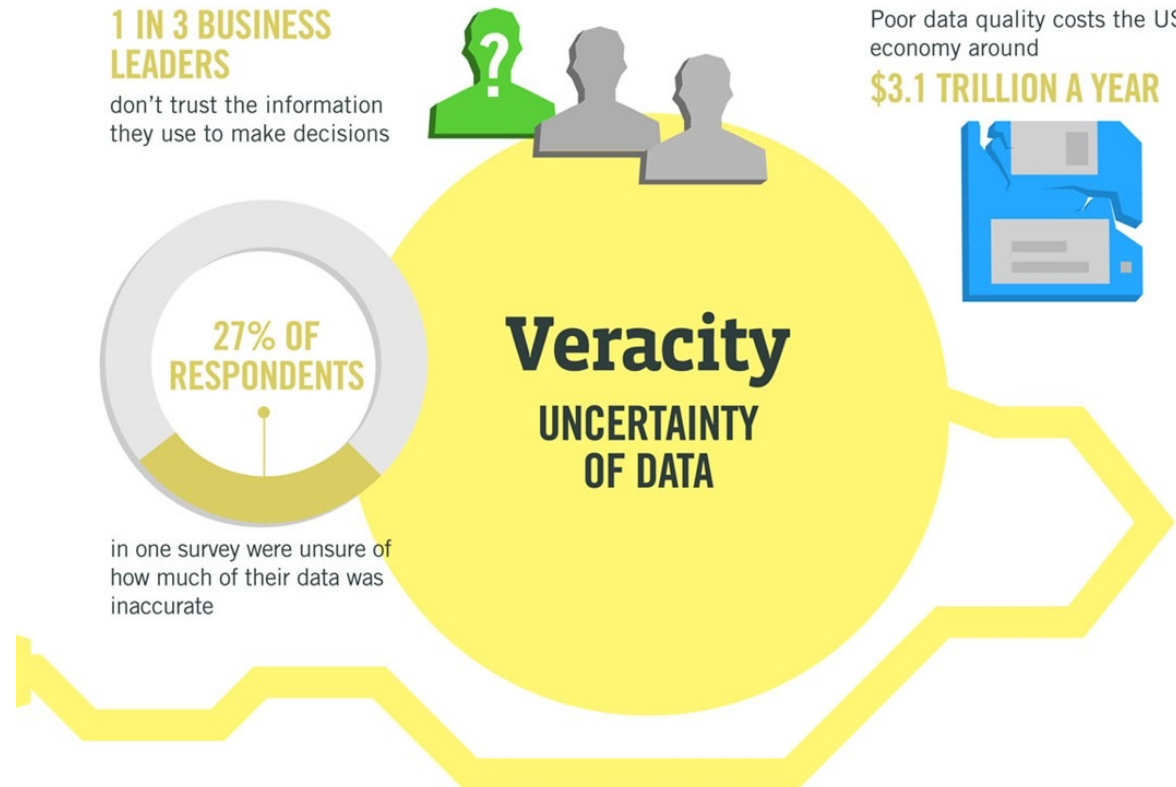 1 IN 3 BUSINESS
LEADERS
don't trust the information
they use to make decisions
?
Poor data quality costs the US
economy around
$3.1 TRILLION A YEAR
27% OF
RESPONDENTS
in one survey were unsure of
how much of their data was
inaccurate
Veracity
UNCERTAINTY
OF DATA